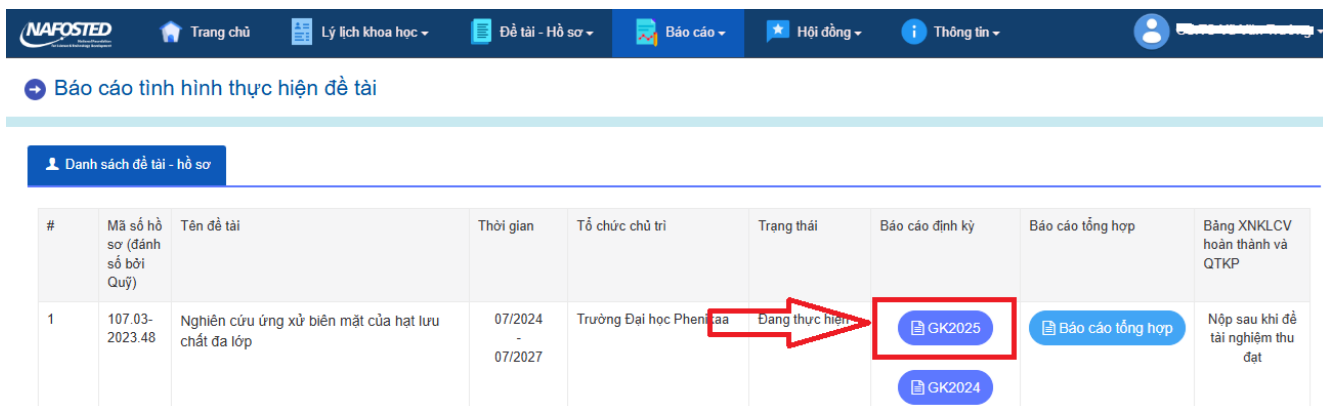 NAFOSTED
Trang chủ
Lý lịch khoa học
Đề tài - Hồ sơ
Báo cáo
Hội đồng
Thông tin
Báo cáo tình hình thực hiện đề tài
Danh sách đề tài - hồ sơ
#
Mã số hồ
sơ (đánh
số bởi
Quỹ)
Tên đề tài
Thời gian
Tổ chức chủ trì
Trạng thái
Báo cáo định kỳ
Báo cáo tổng hợp
Bảng XNKLCV
hoàn thành và
QTKP
1
107.03-
2023.48
Nghiên cứu ứng xử biên mặt của hạt lưu
chất đa lớp
07/2024
-
07/2027
Trường Đại học Phenikaa
Đang thực hiện
GK2025
GK2024
Báo cáo tổng hợp
Nộp sau khi đề
tài nghiệm thu
đạt